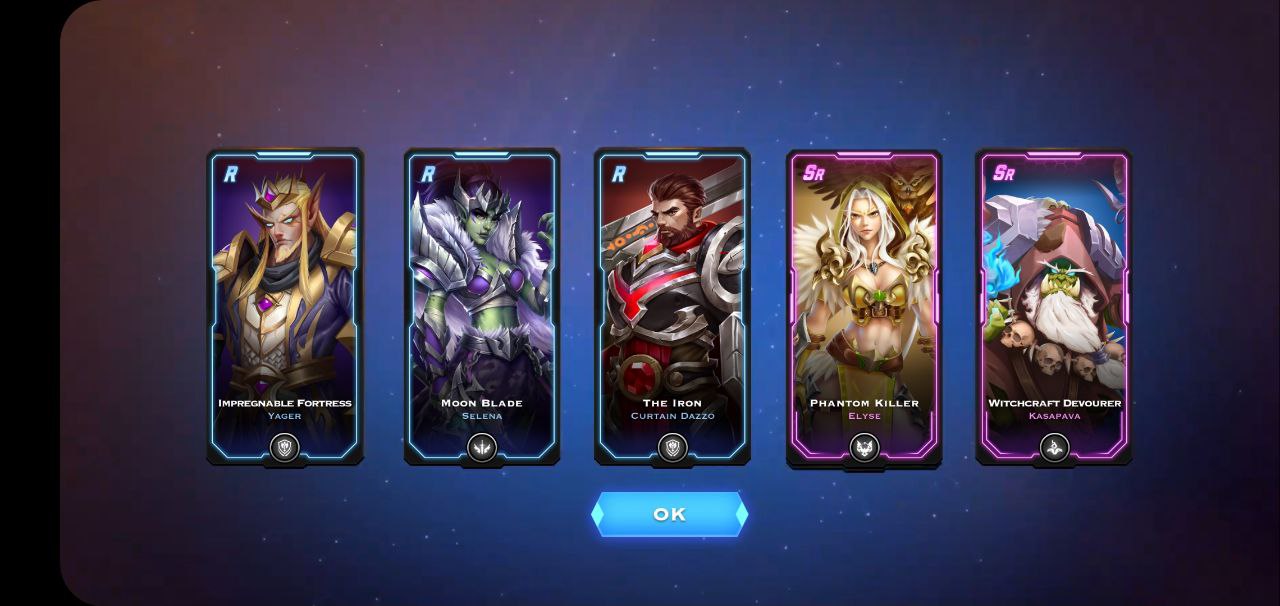 R
IMPREGNABLE FORTRESS
YAGER
R
MOON BLADE
SELENA
R
THE IRON
CURTAIN DAZZO
SR
PHANTOM KILLER
ELYSE
SR
WITCHCRAFT DEVOURER
KASAPAVA
OK